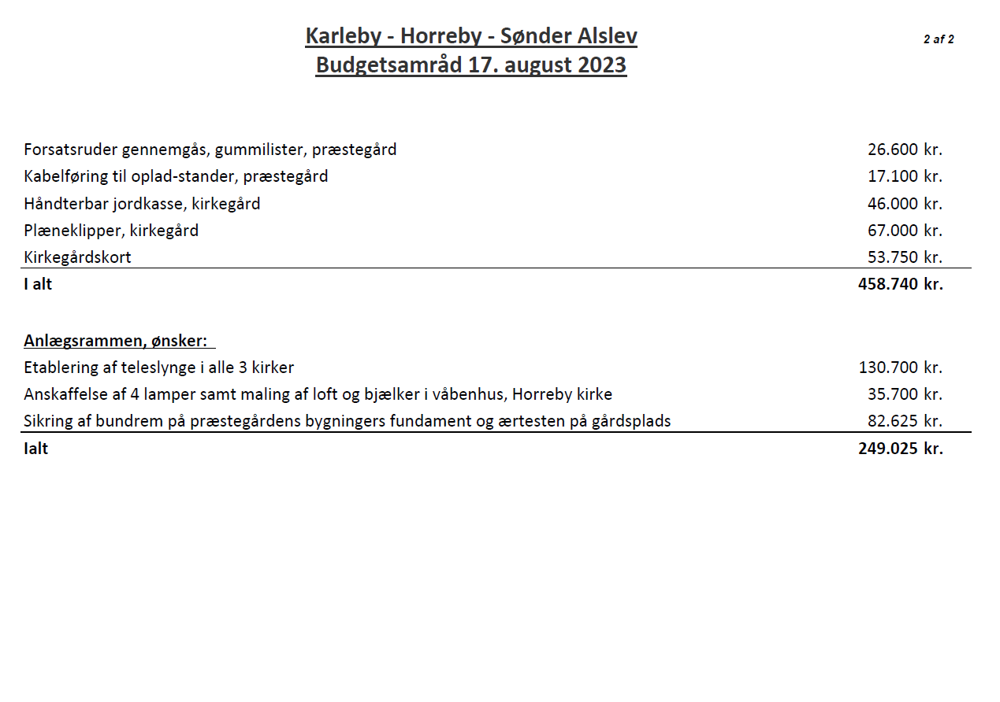 Karleby - Horreby - Sønder Alslev
2 af 2
Budgetsamråd 17. august 2023
Forsatsruder gennemgås, gummilister, præstegård 26.600 kr.
Kabelføring til oplad-stander, præstegård 17.100 kr.
Håndterbar jordkasse, kirkegård 46.000 kr.
Plæneklipper, kirkegård 67.000 kr.
Kirkegårdskort 53.750 kr.
I alt 458.740 kr.
Anlægsrammen, ønsker:
Etablering af teleslynge i alle 3 kirker 130.700 kr.
Anskaffelse af 4 lamper samt maling af loft og bjælker i våbenhus, Horreby kirke 35.700 kr.
Sikring af bundrem på præstegårdens bygningers fundament og ærtesten på gårdsplads 82.625 kr.
Ialt 249.025 kr.